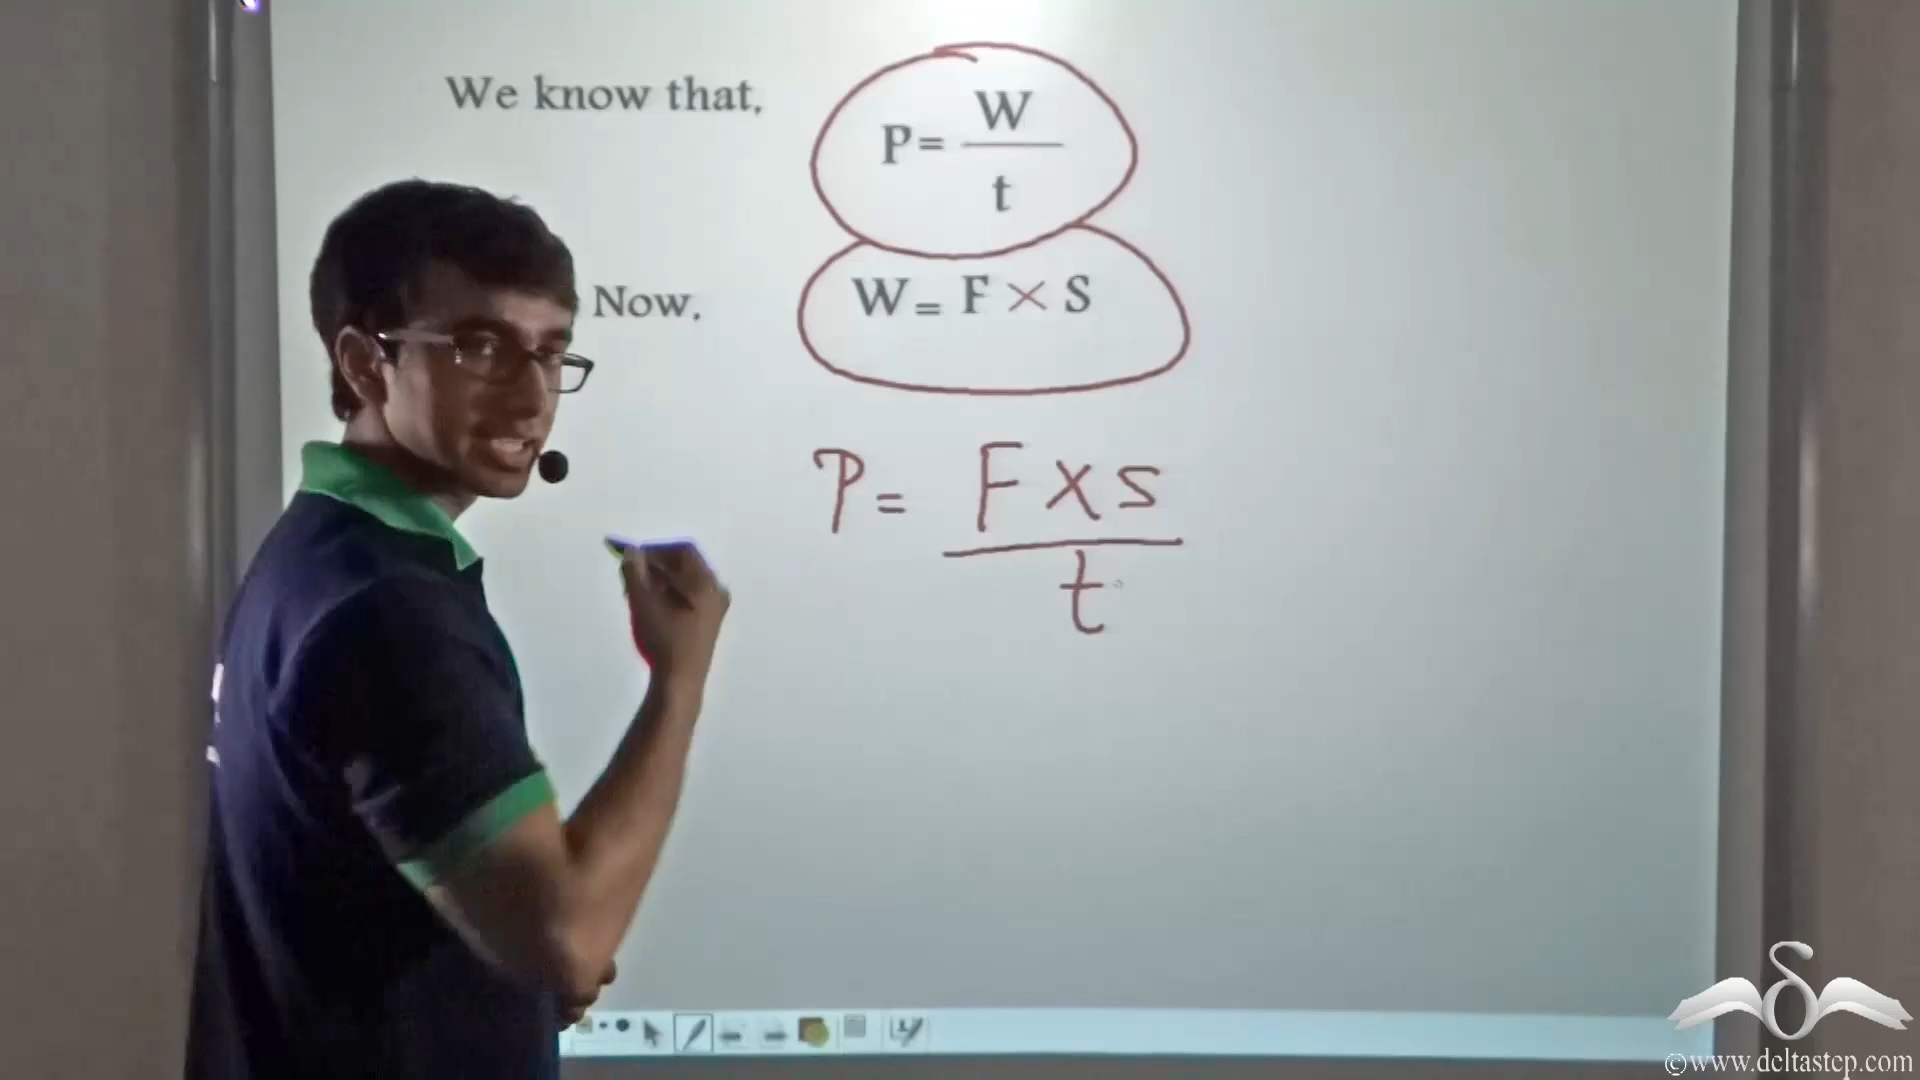 We know that, P= W/t
Now, W= F × S
P= F × s/t
©www.deltastep.com